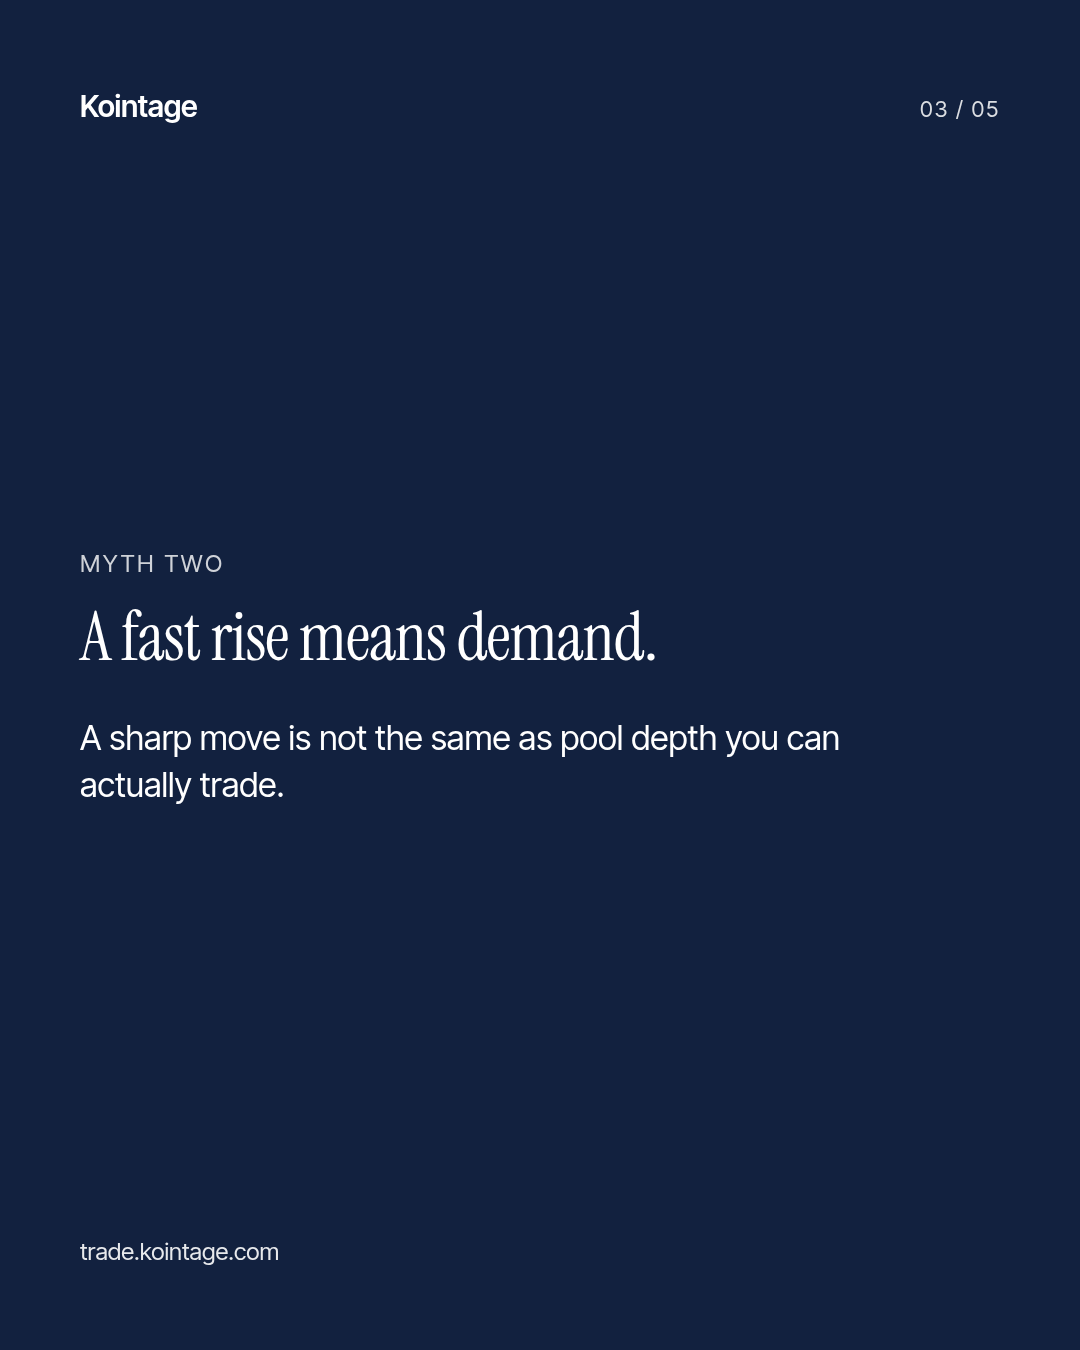 Kointage
03 / 05
MYTH TWO
A fast rise means demand.
A sharp move is not the same as pool depth you can
actually trade.
trade.kointage.com